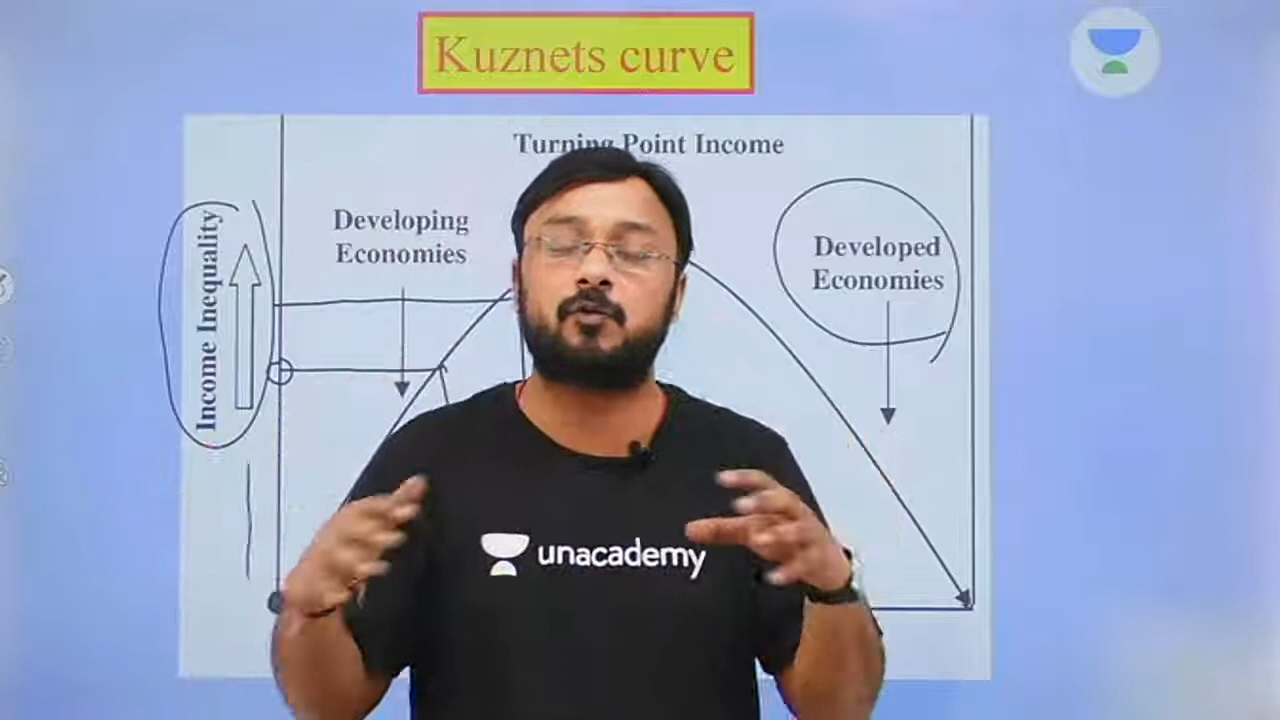 Kuznets curve
Turning Point Income
Developing
Economies
Developed
Economies
Income Inequality
unacademy